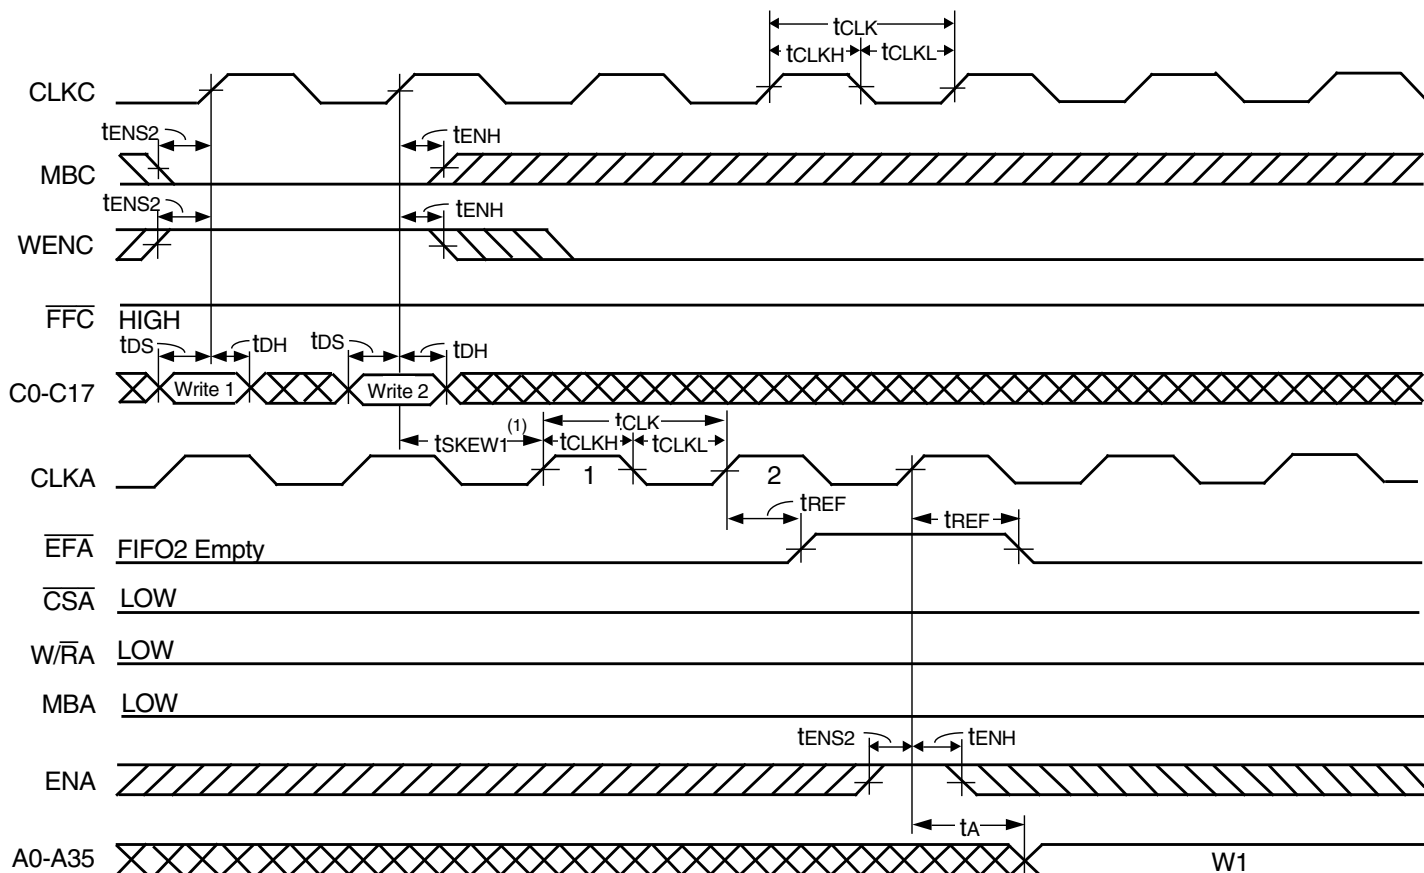 tCLK
tCLKH tCLKL
CLKC
tENS2 tENH
MBC
tENS2 tENH
WENC
FFC HIGH
tDS tDH tDS tDH
C0-C17 Write 1 Write 2
tSKEW1 (1) tCLK
tCLKH tCLKL
CLKA 1 2
tREF tREF
EFA FIFO2 Empty
CSA LOW
W/RA LOW
MBA LOW
tENS2 tENH
ENA
tA
A0-A35 W1